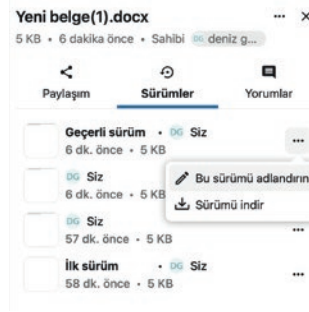 Yeni belge(1).docx
5 KB • 6 dakika önce • Sahibi DG deniz g...
Paylaşım Sürümler Yorumlar
Geçerli sürüm • DG Siz
6 dk. önce • 5 KB
DG Siz
6 dk. önce • 5 KB
Bu sürümü adlandırın
Sürümü indir
DG Siz
57 dk. önce • 5 KB
İlk sürüm • DG Siz
58 dk. önce • 5 KB